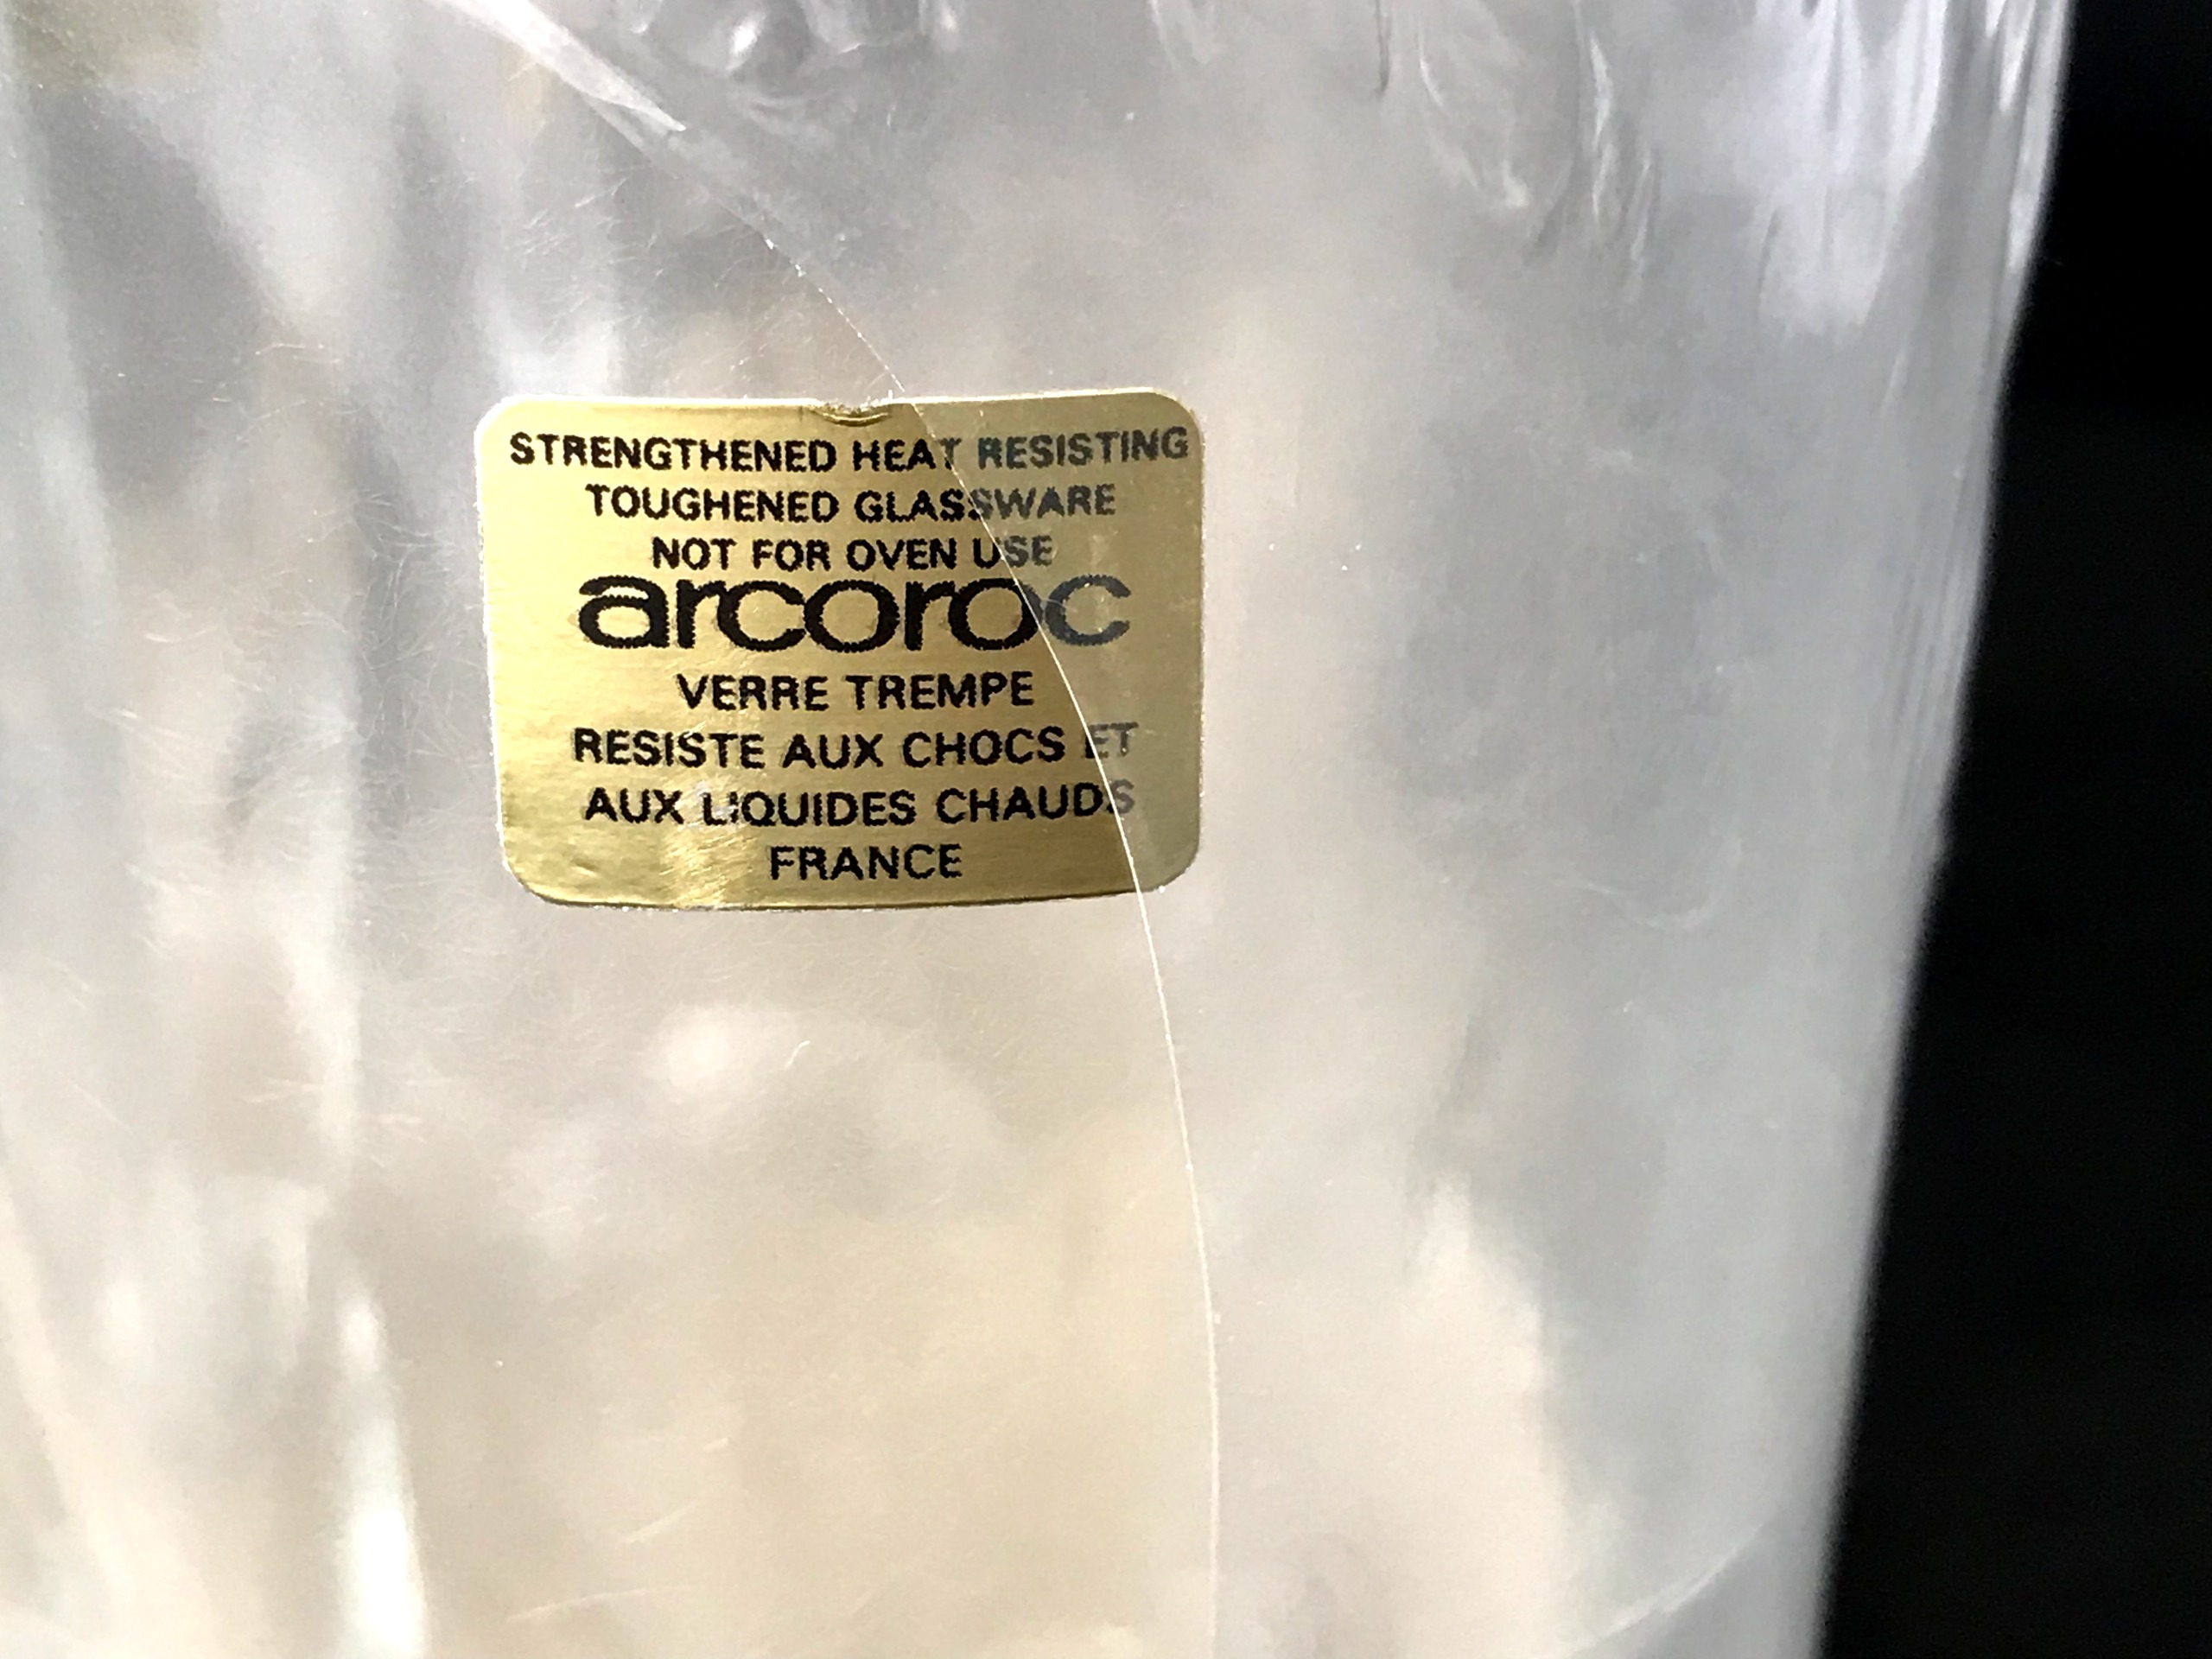 STRENGTHENED HEAT RESISTING
TOUGHENED GLASSWARE
NOT FOR OVEN USE
arcoroc
VERRE TREMPE
RESISTE AUX CHOCS ET
AUX LIQUIDES CHAUDS
FRANCE